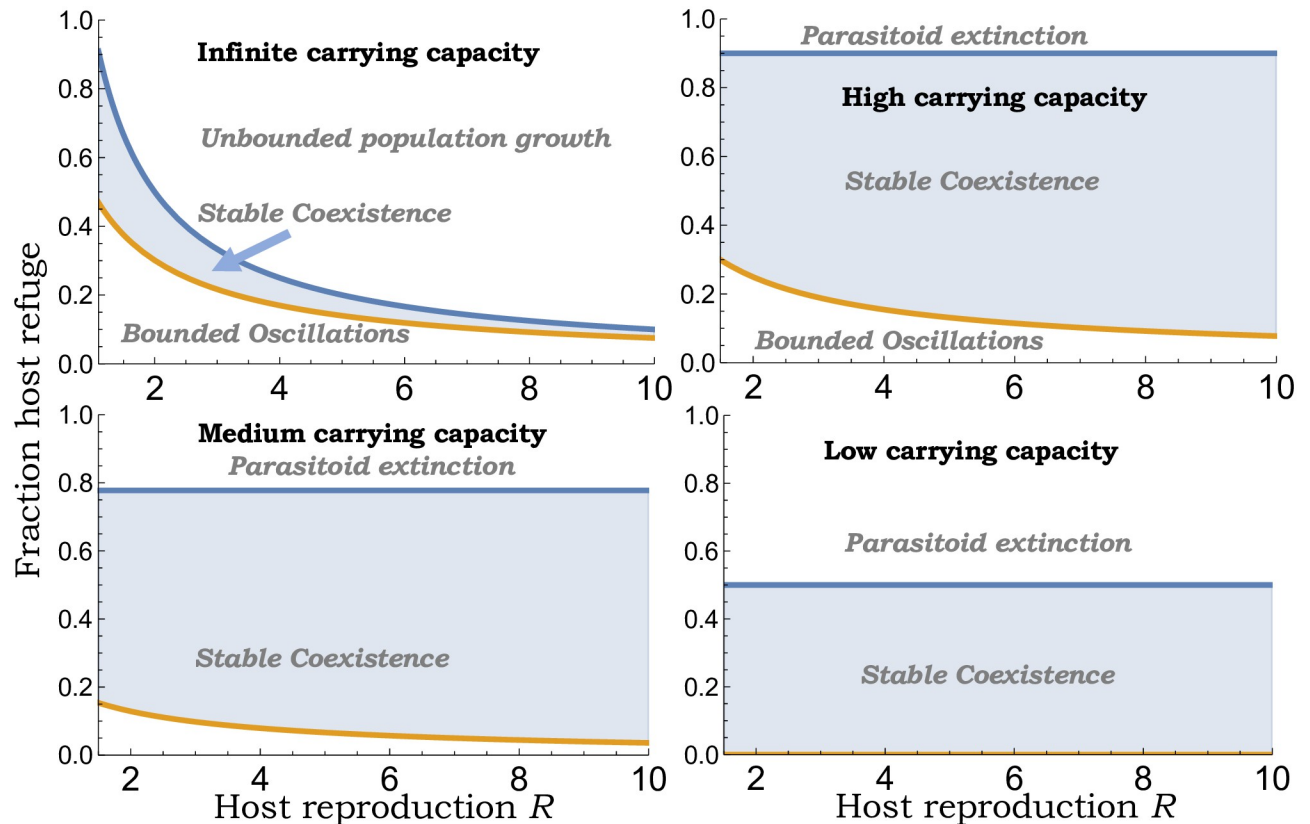 Fraction host refuge
Infinite carrying capacity
Unbounded population growth
Stable Coexistence
Bounded Oscillations
1.0
0.8
0.6
0.4
0.2
0.0
2 4 6 8 10
Parasitoid extinction
High carrying capacity
Stable Coexistence
Bounded Oscillations
1.0
0.8
0.6
0.4
0.2
0.0
2 4 6 8 10
Medium carrying capacity
Parasitoid extinction
Stable Coexistence
1.0
0.8
0.6
0.4
0.2
0.0
2 4 6 8 10
Host reproduction R
Low carrying capacity
Parasitoid extinction
Stable Coexistence
1.0
0.8
0.6
0.4
0.2
0.0
2 4 6 8 10
Host reproduction R